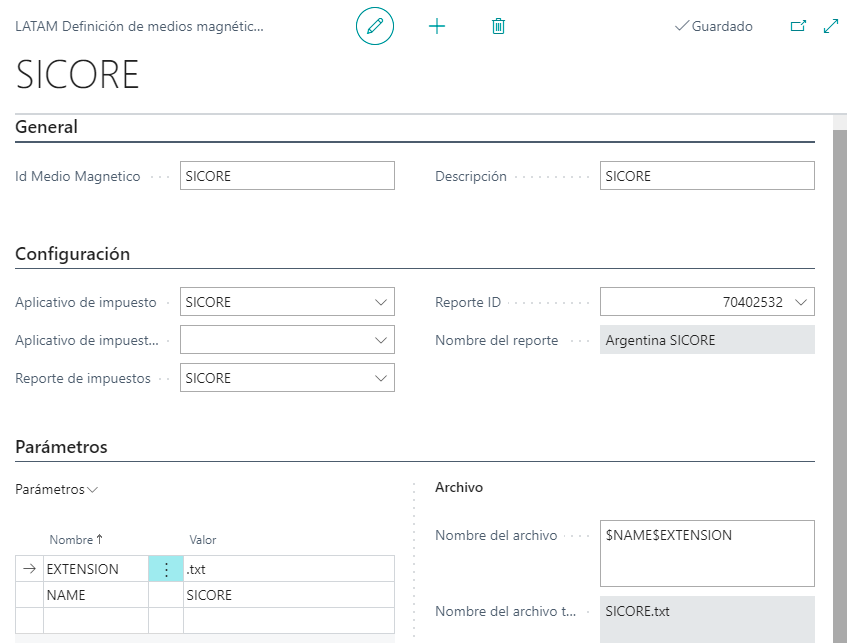 LATAM Definición de medios magnétic...
Guardado
SICORE
General
Id Medio Magnetico SICORE
Descripción SICORE
Configuración
Aplicativo de impuesto SICORE
Reporte ID 70402532
Aplicativo de impuest...
Nombre del reporte Argentina SICORE
Reporte de impuestos SICORE
Parámetros
Parámetros
Archivo
Nombre del archivo $NAME$EXTENSION
Nombre Valor
EXTENSION .txt
NAME SICORE
Nombre del archivo t... SICORE.txt